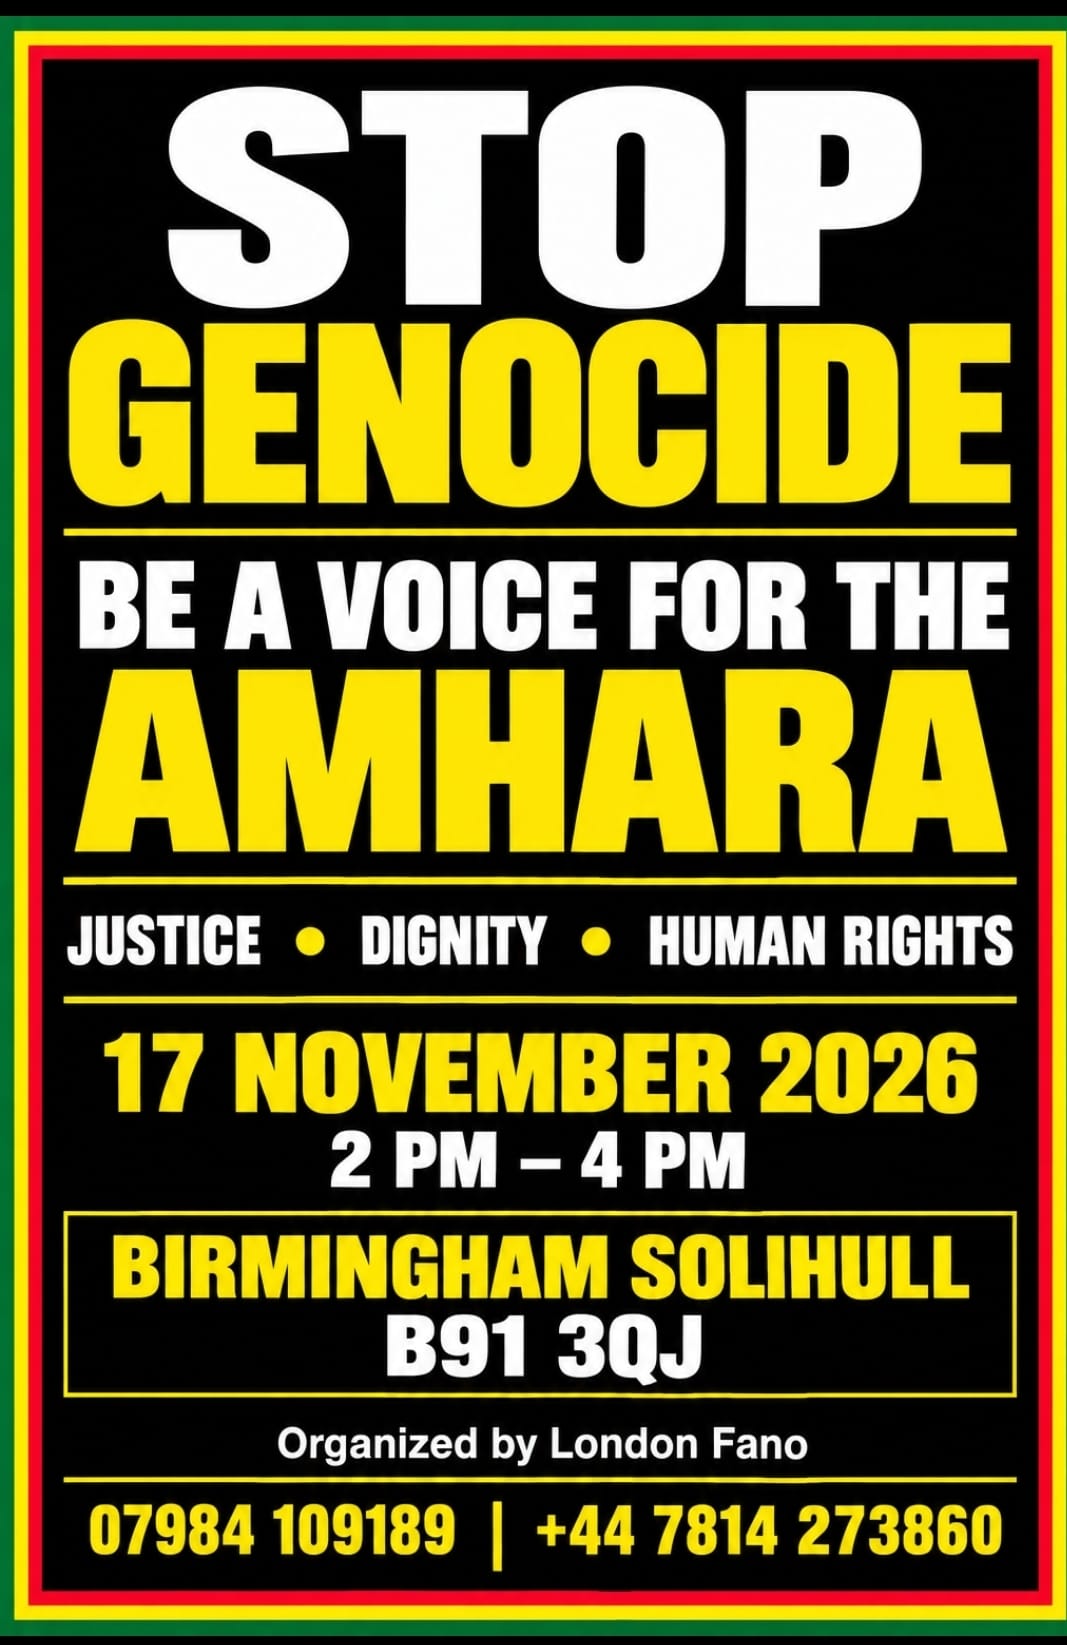 STOP
GENOCIDE
BE A VOICE FOR THE
AMHARA
JUSTICE • DIGNITY • HUMAN RIGHTS
17 NOVEMBER 2026
2 PM – 4 PM
BIRMINGHAM SOLIHULL
B91 3QJ
Organized by London Fano
07984 109189 | +44 7814 273860